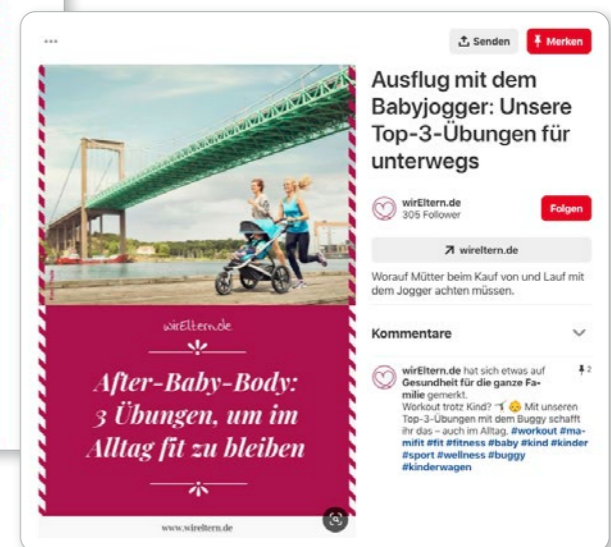 Senden
Merken
Ausflug mit dem
Babyjogger: Unsere
Top-3-Übungen für
unterwegs
wirEltern.de
305 Follower
Folgen
wireltern.de
Worauf Mütter beim Kauf von und Lauf mit
dem Jogger achten müssen.
Kommentare
wirEltern.de hat sich etwas auf
Gesundheit für die ganze Fa-
milie gemerkt.
2
Workout trotz Kind? Mit unseren
Top-3-Übungen mit dem Buggy schafft
ihr das – auch im Alltag. #workout #ma-
mifit #fit #fitness #baby #kind #kinder
#sport #wellness #buggy
#kinderwagen
wirEltern.de
After-Baby-Body:
3 Übungen, um im
Alltag fit zu bleiben
www.wireltern.de